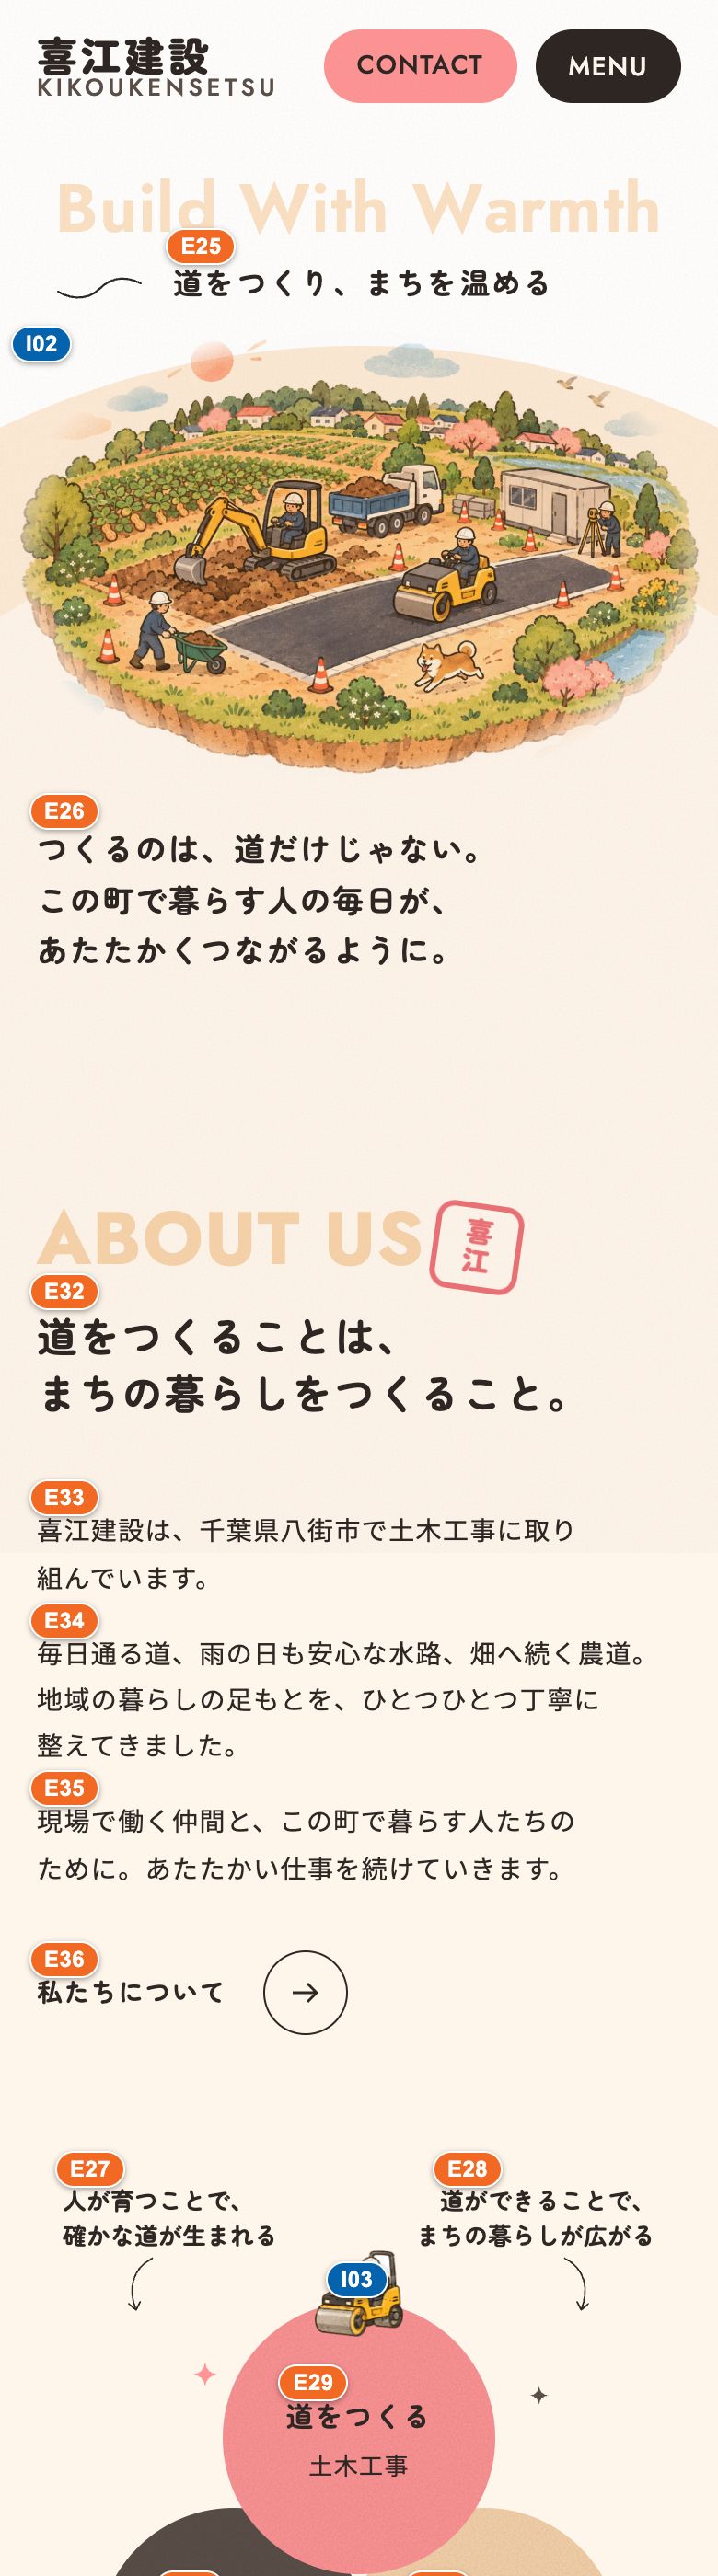 喜江建設
KIKOUKENSETSU
CONTACT
MENU
Build With Warmth
E25
道をつくり、まちを温める
I02
E26
つくるのは、道だけじゃない。
この町で暮らす人の毎日が、
あたたかくつながるように。
ABOUT US
喜江
E32
道をつくることは、
まちの暮らしをつくること。
E33
喜江建設は、千葉県八街市で土木工事に取り
組んでいます。
E34
毎日通る道、雨の日も安心な水路、畑へ続く農道。
地域の暮らしの足もとを、ひとつひとつ丁寧に
整えてきました。
E35
現場で働く仲間と、この町で暮らす人たちの
ために。あたたかい仕事を続けていきます。
E36
私たちについて
E27
人が育つことで、
確かな道が生まれる
E28
道ができることで、
まちの暮らしが広がる
I03
E29
道をつくる
土木工事